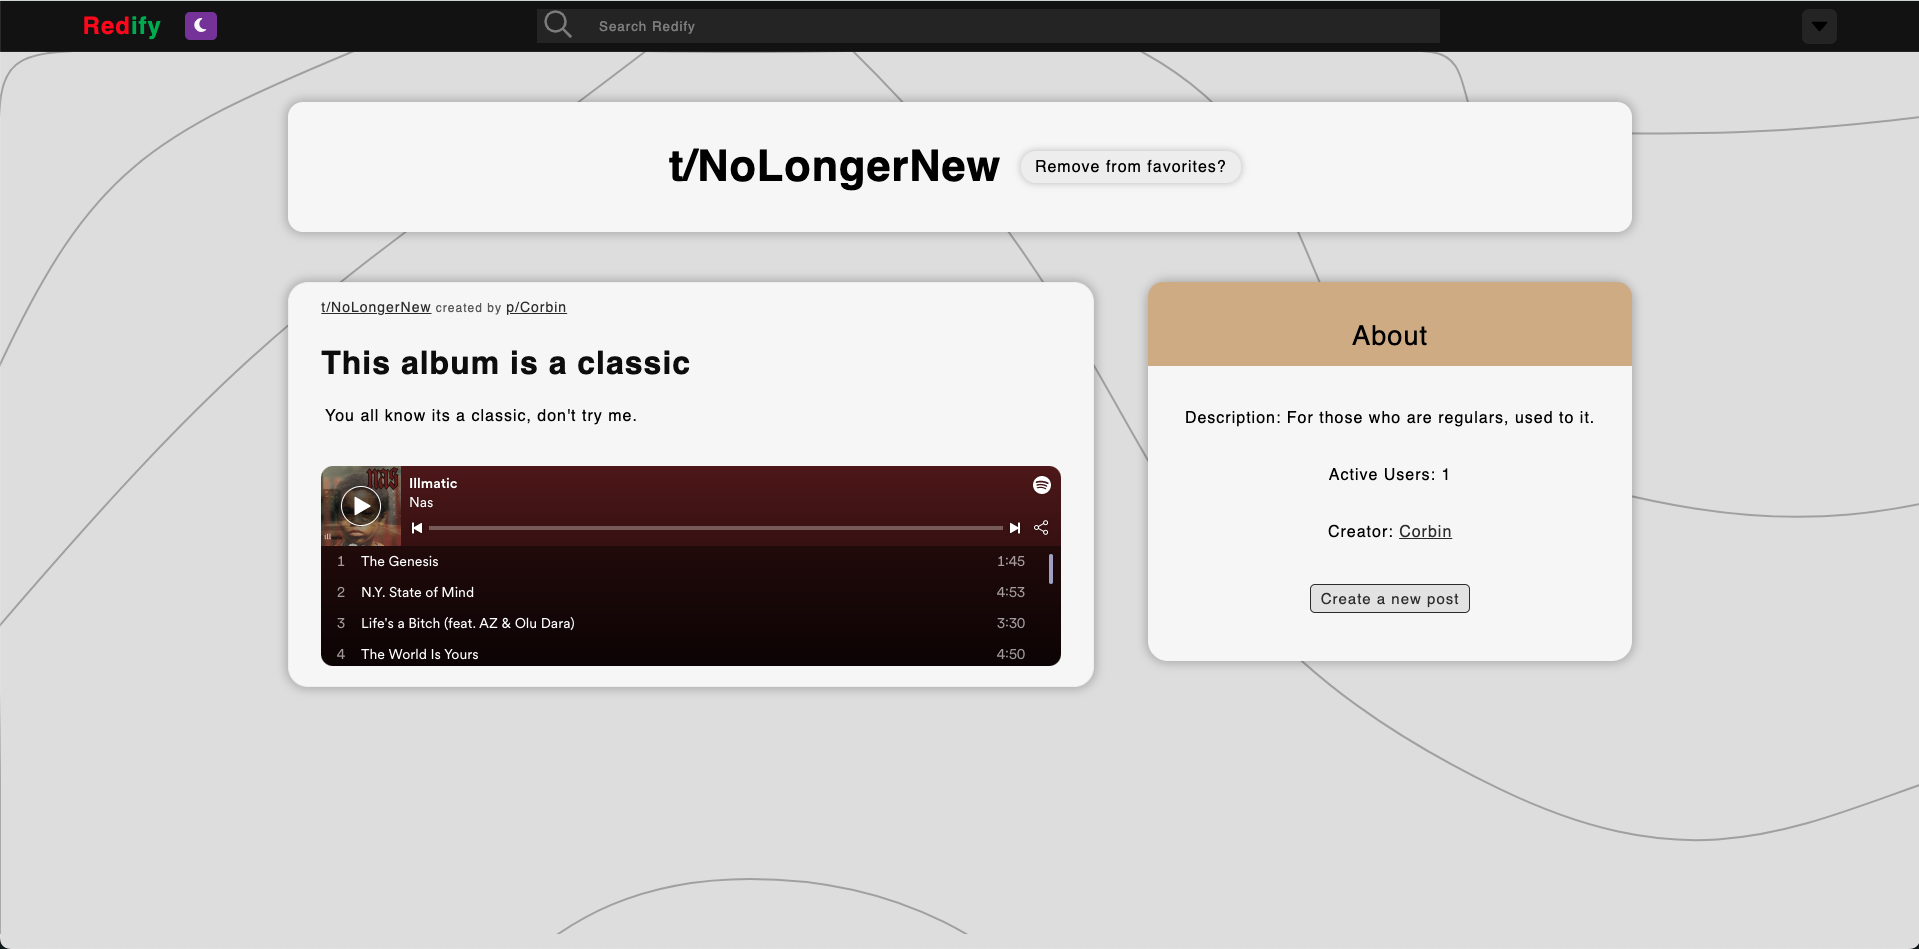 Redify
Search Redify
t/NoLongerNew
Remove from favorites?
t/NoLongerNew created by p/Corbin
This album is a classic
You all know its a classic, don't try me.
nas
Illmatic
Nas
1 The Genesis 1:45
2 N.Y. State of Mind 4:53
3 Life's a Bitch (feat. AZ & Olu Dara) 3:30
4 The World Is Yours 4:50
About
Description: For those who are regulars, used to it.
Active Users: 1
Creator: Corbin
Create a new post